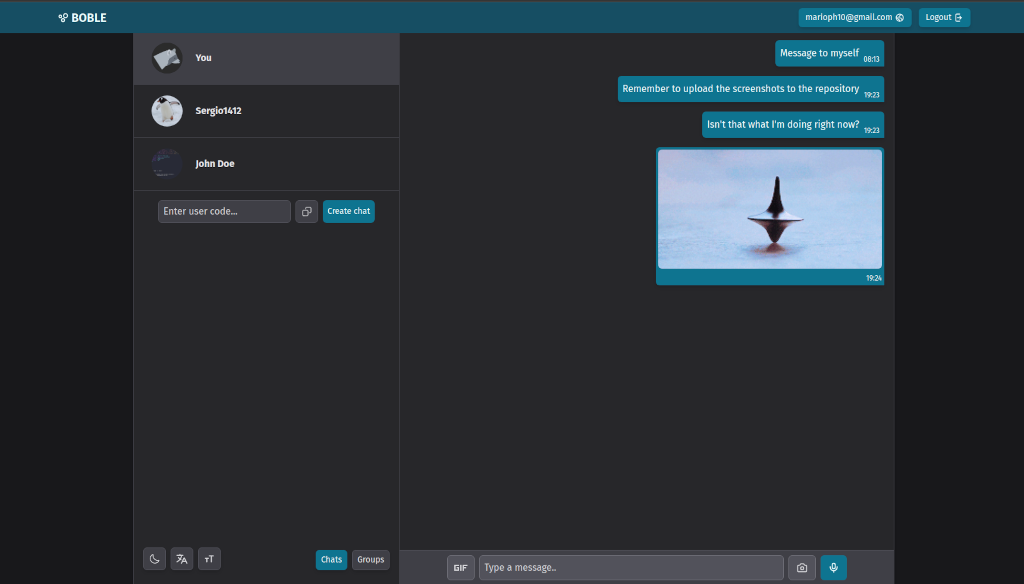 BOBLE
marioph10@gmail.com
Logout
You
Sergio1412
John Doe
Enter user code...
Create chat
Message to myself 08:13
Remember to upload the screenshots to the repository 19:23
Isn't that what I'm doing right now? 19:23
19:24
Chats
Groups
GIF
Type a message..